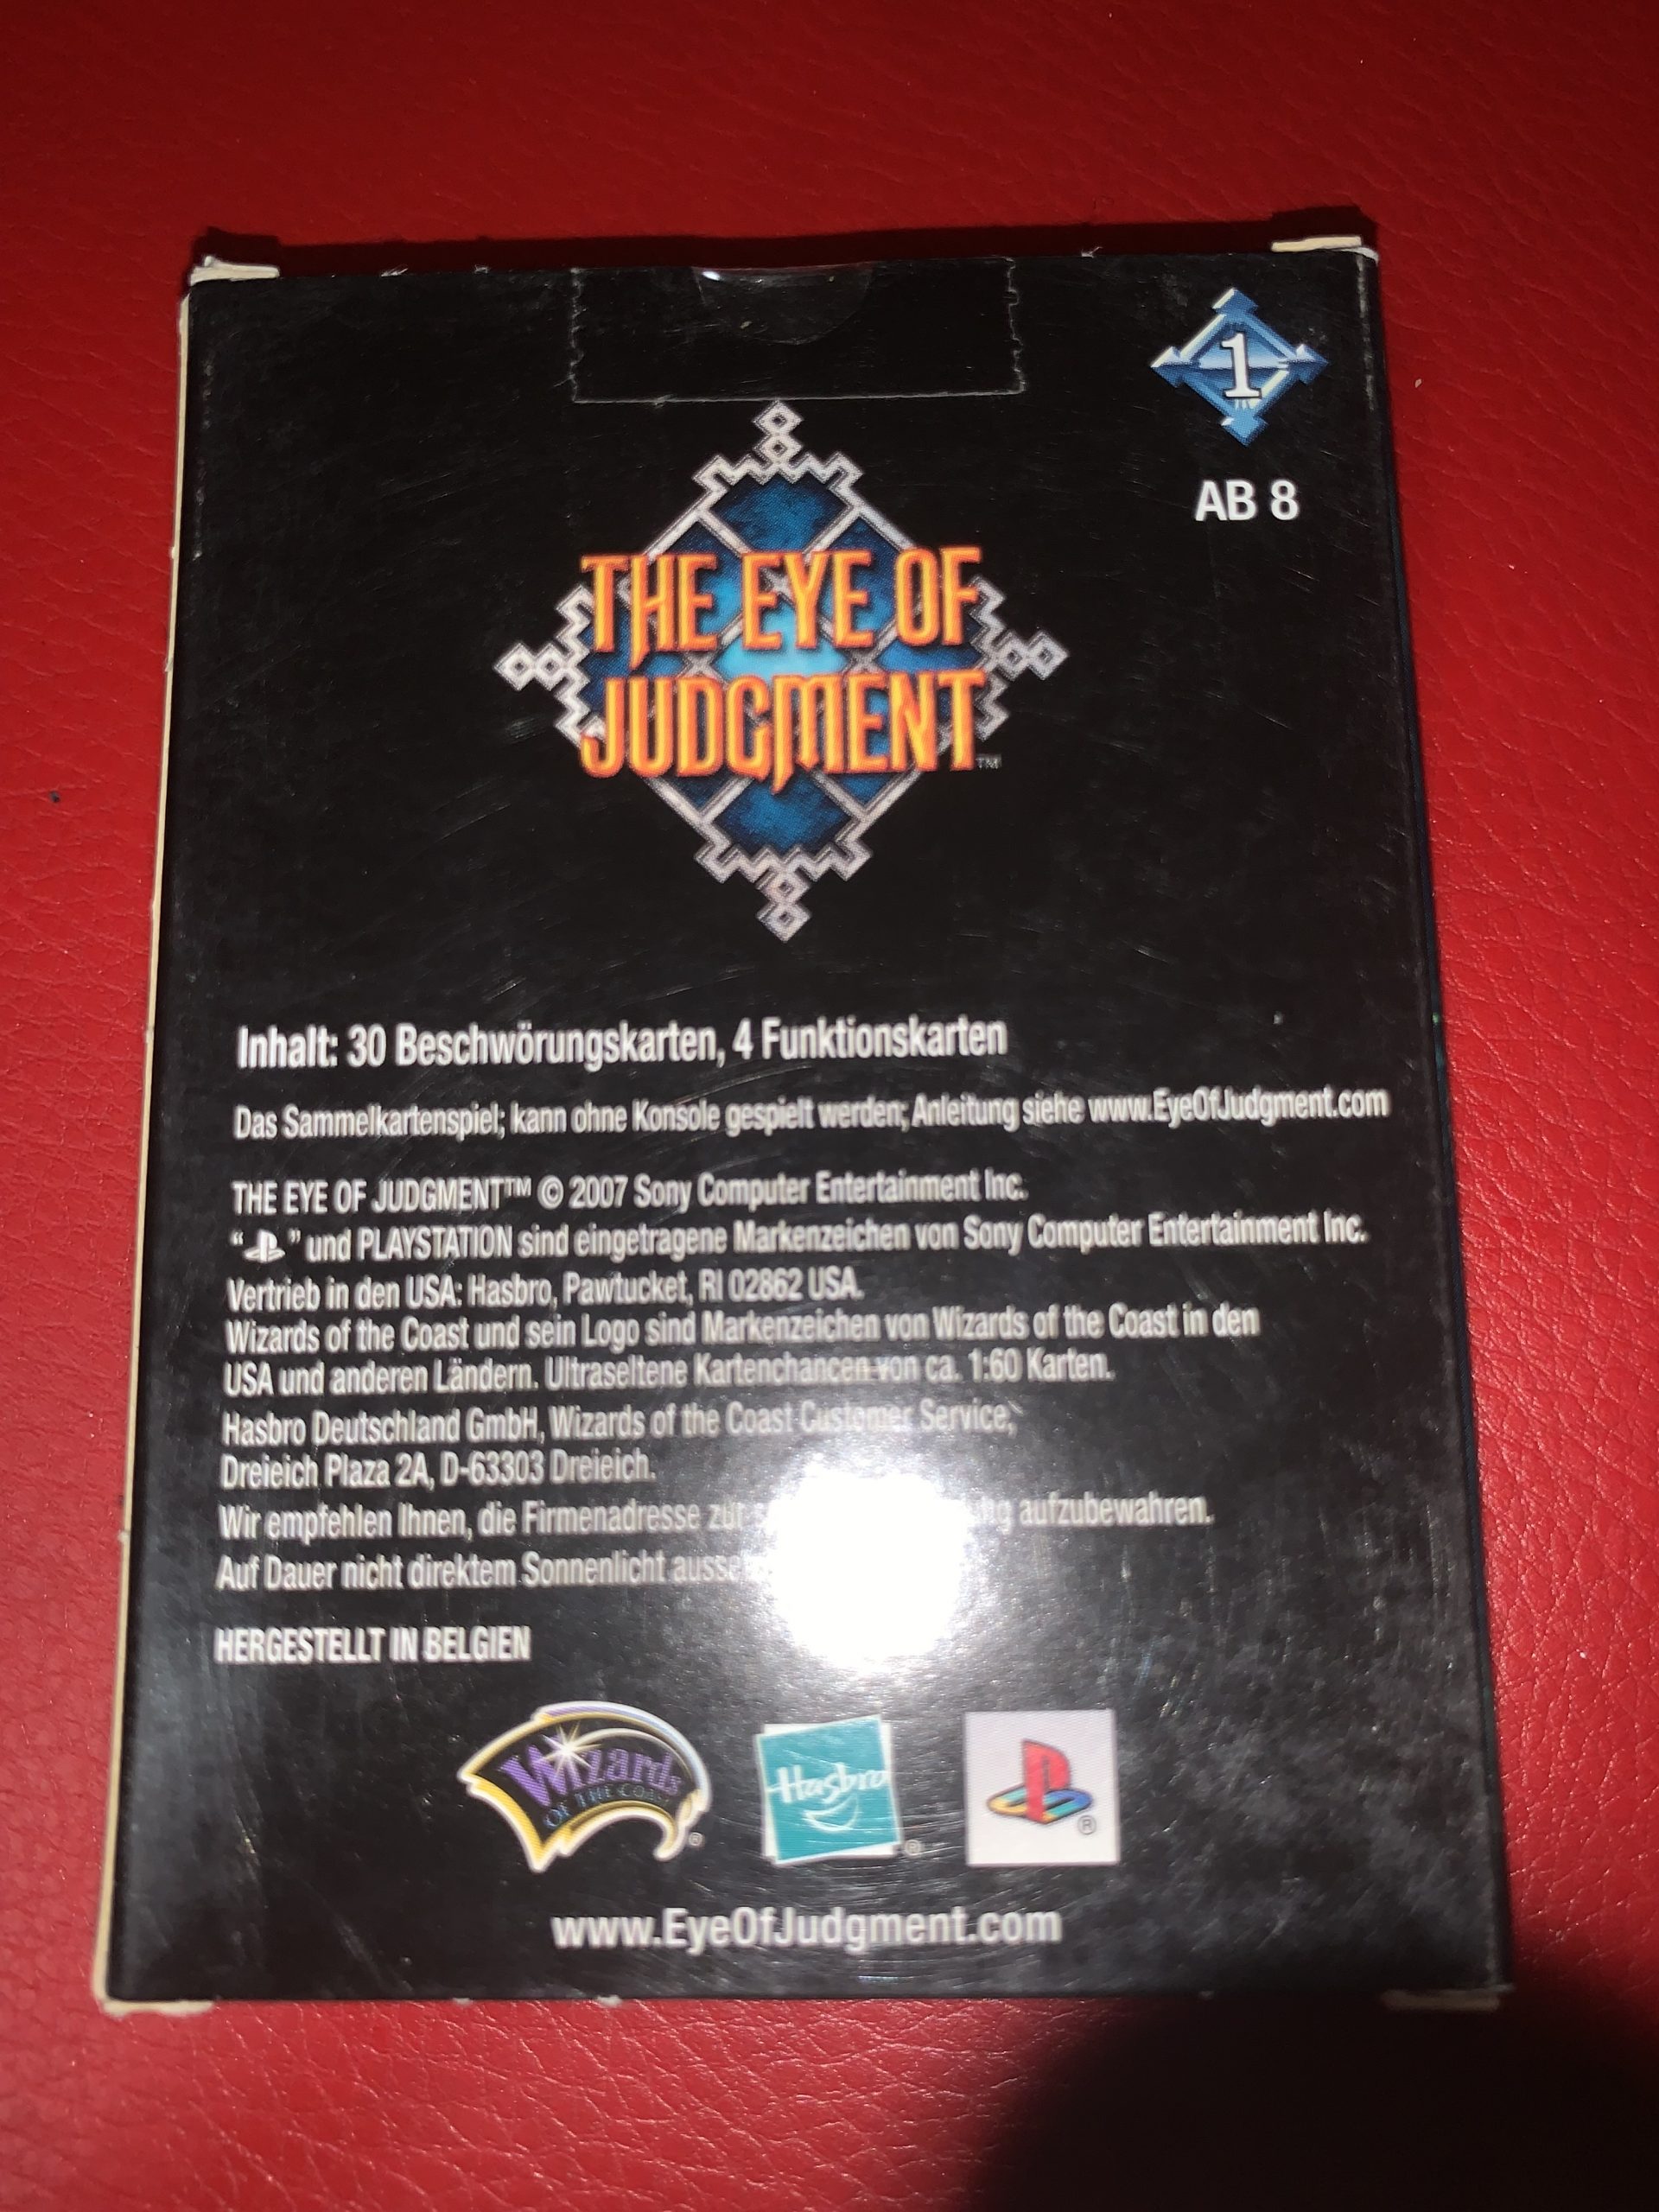 1
AB 8
THE EYE OF
JUDGMENT™
Inhalt: 30 Beschwörungskarten, 4 Funktionskarten
Das Sammelkartenspiel; kann ohne Konsole gespielt werden; Anleitung siehe www.EyeOfJudgment.com
THE EYE OF JUDGMENT™ © 2007 Sony Computer Entertainment Inc.
“ ” und PLAYSTATION sind eingetragene Markenzeichen von Sony Computer Entertainment Inc.
Vertrieb in den USA: Hasbro, Pawtucket, RI 02862 USA.
Wizards of the Coast und sein Logo sind Markenzeichen von Wizards of the Coast in den
USA und anderen Ländern. Ultraseltene Kartenchancen von ca. 1:60 Karten.
Hasbro Deutschland GmbH, Wizards of the Coast Customer Service,
Dreieich Plaza 2A, D-63303 Dreieich.
Wir empfehlen Ihnen, die Firmenadresse zur aufzubewahren.
Auf Dauer nicht direktem Sonnenlicht
HERGESTELLT IN BELGIEN
Wizards
OF THE COAST ®
Hasbro ®
®
www.EyeOfJudgment.com